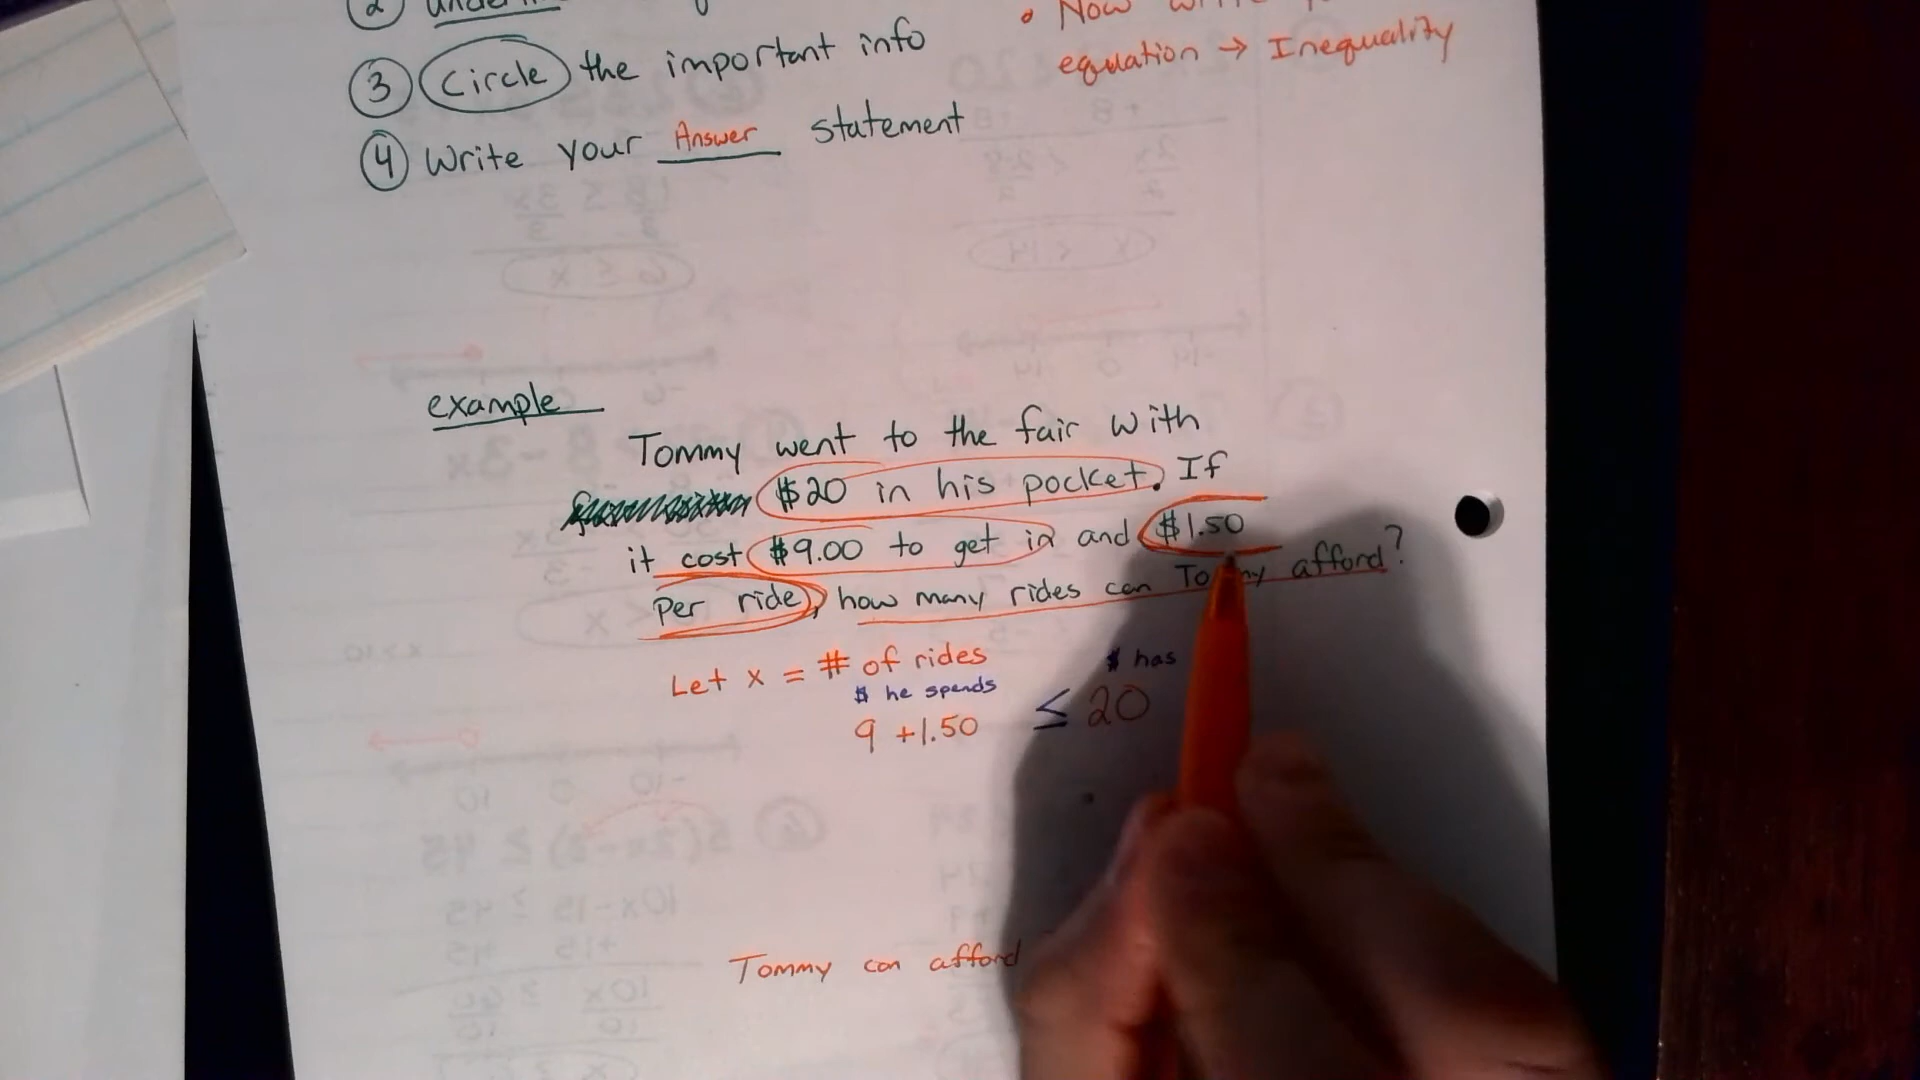 ③ Circle the important info
④ Write your Answer statement
• Now
equation → Inequality
example
Tommy went to the fair with
$20 in his pocket. If
it cost $9.00 to get in and $1.50
per ride, how many rides can Tommy afford?
Let x = # of rides
$ he spends
$ has
9 + 1.50 ≤ 20
Tommy can afford